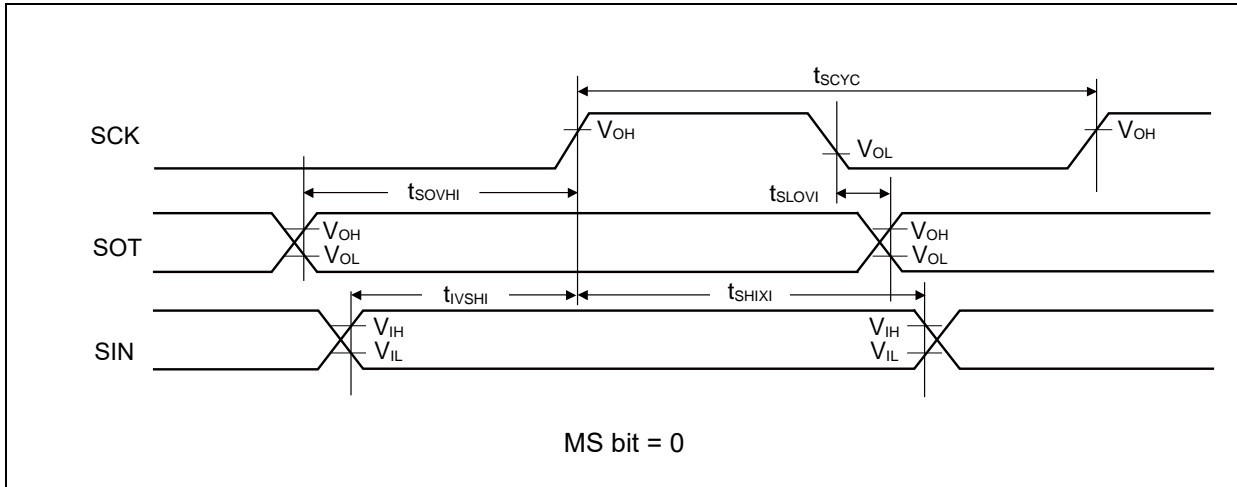 tSCYC
SCK
VOH
VOL
VOH
tSOVHI
tSLOVI
SOT
VOH
VOL
VOH
VOL
tIVSHI
tSHIXI
SIN
VIH
VIL
VIH
VIL
MS bit = 0